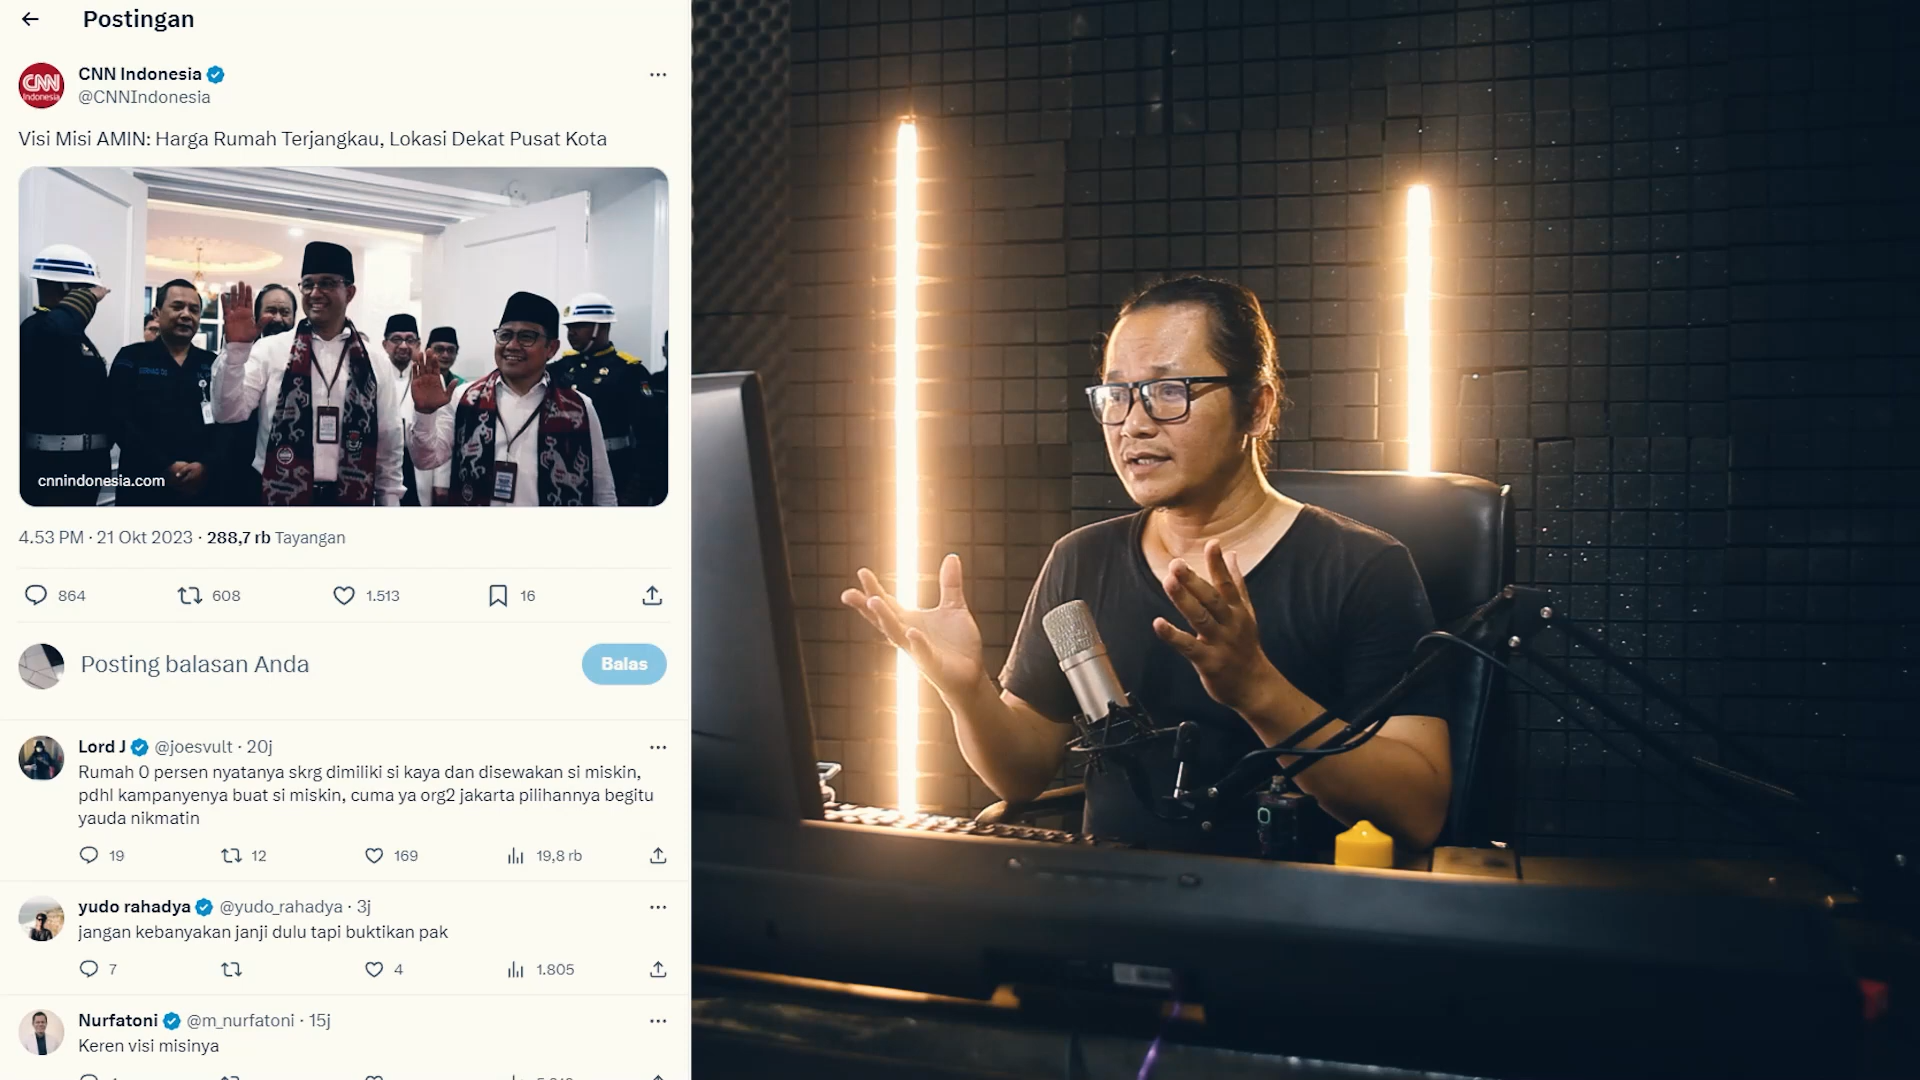 Postingan
CNN Indonesia
@CNNIndonesia
CNN
Indonesia
Visi Misi AMIN: Harga Rumah Terjangkau, Lokasi Dekat Pusat Kota
cnnindonesia.com
4.53 PM · 21 Okt 2023 · 288,7 rb Tayangan
864 608 1.513 16
Posting balasan Anda
Balas
Lord J @joesvult · 20j
Rumah 0 persen nyatanya skrg dimiliki si kaya dan disewakan si miskin,
pdhl kampanyenya buat si miskin, cuma ya org2 jakarta pilihannya begitu
yauda nikmatin
19 12 169 19,8 rb
yudo rahadya @yudo_rahadya · 3j
jangan kebanyakan janji dulu tapi buktikan pak
7 4 1.805
Nurfatoni @m_nurfatoni · 15j
Keren visi misinya